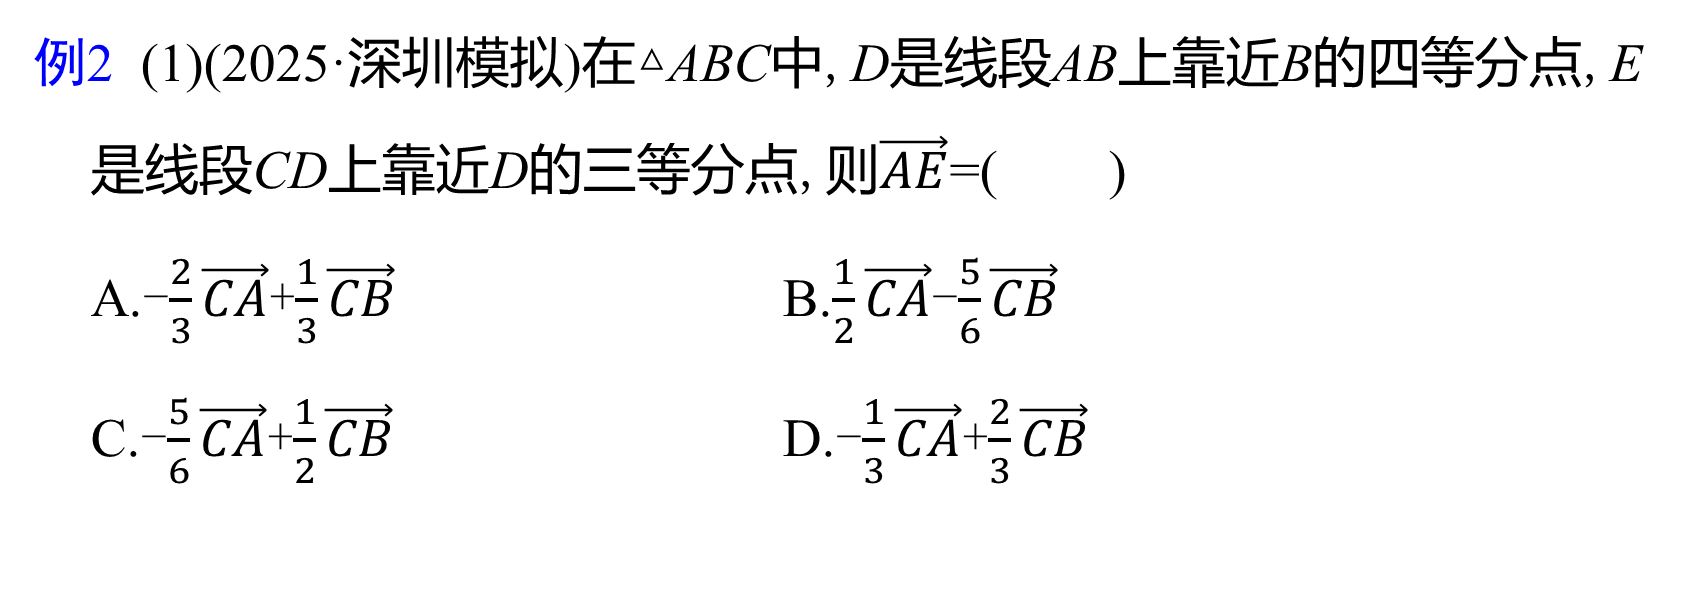 例2 (1)(2025·深圳模拟)在△ABC中, D是线段AB上靠近B的四等分点, E
是线段CD上靠近D的三等分点, 则$\overrightarrow{AE}$=(  )
A.$-\frac{2}{3}\overrightarrow{CA}+\frac{1}{3}\overrightarrow{CB}$ B.$\frac{1}{2}\overrightarrow{CA}-\frac{5}{6}\overrightarrow{CB}$
C.$-\frac{5}{6}\overrightarrow{CA}+\frac{1}{2}\overrightarrow{CB}$ D.$-\frac{1}{3}\overrightarrow{CA}+\frac{2}{3}\overrightarrow{CB}$